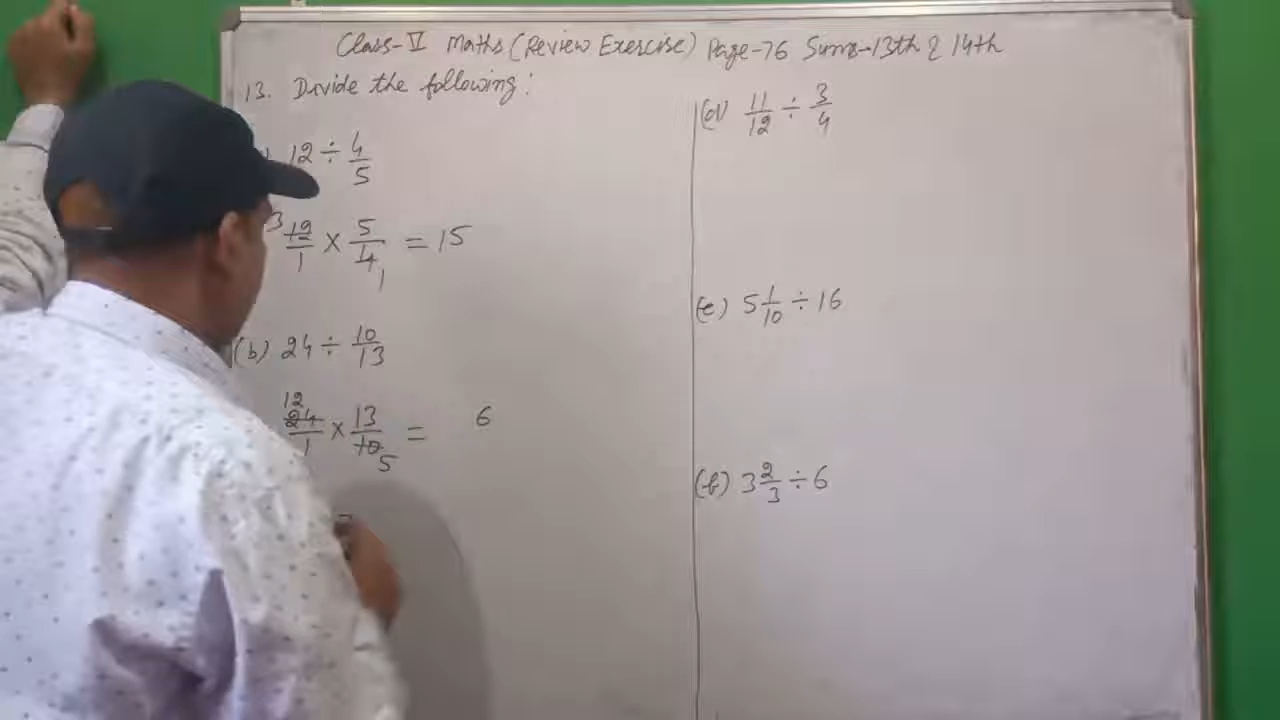 Class-VI Maths (Review Exercise) Page-76 Sums-13th & 14th
13. Divide the following:
12 ÷ 4/5
3 12/1 × 5/4 1 = 15
(b) 24 ÷ 10/13
12 24/1 × 13/10 5 = 6
(d) 11/12 ÷ 3/4
(e) 5 1/10 ÷ 16
(f) 3 2/3 ÷ 6